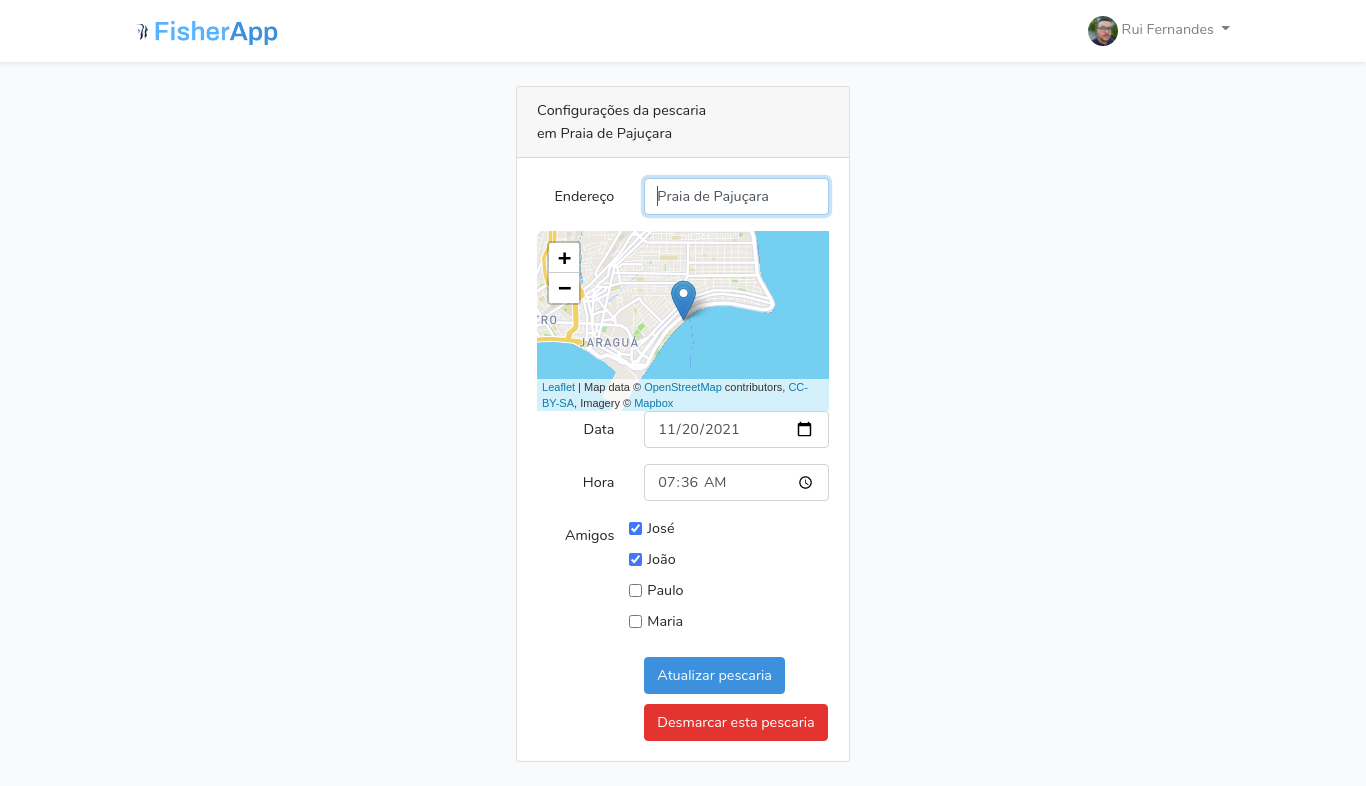 FisherApp
Rui Fernandes
Configurações da pescaria
em Praia de Pajuçara
Endereço
Praia de Pajuçara
+
−
TRO
JARAGUÁ
Leaflet | Map data © OpenStreetMap contributors, CC-
BY-SA, Imagery © Mapbox
Data
11/20/2021
Hora
07:36 AM
Amigos
José
João
Paulo
Maria
Atualizar pescaria
Desmarcar esta pescaria